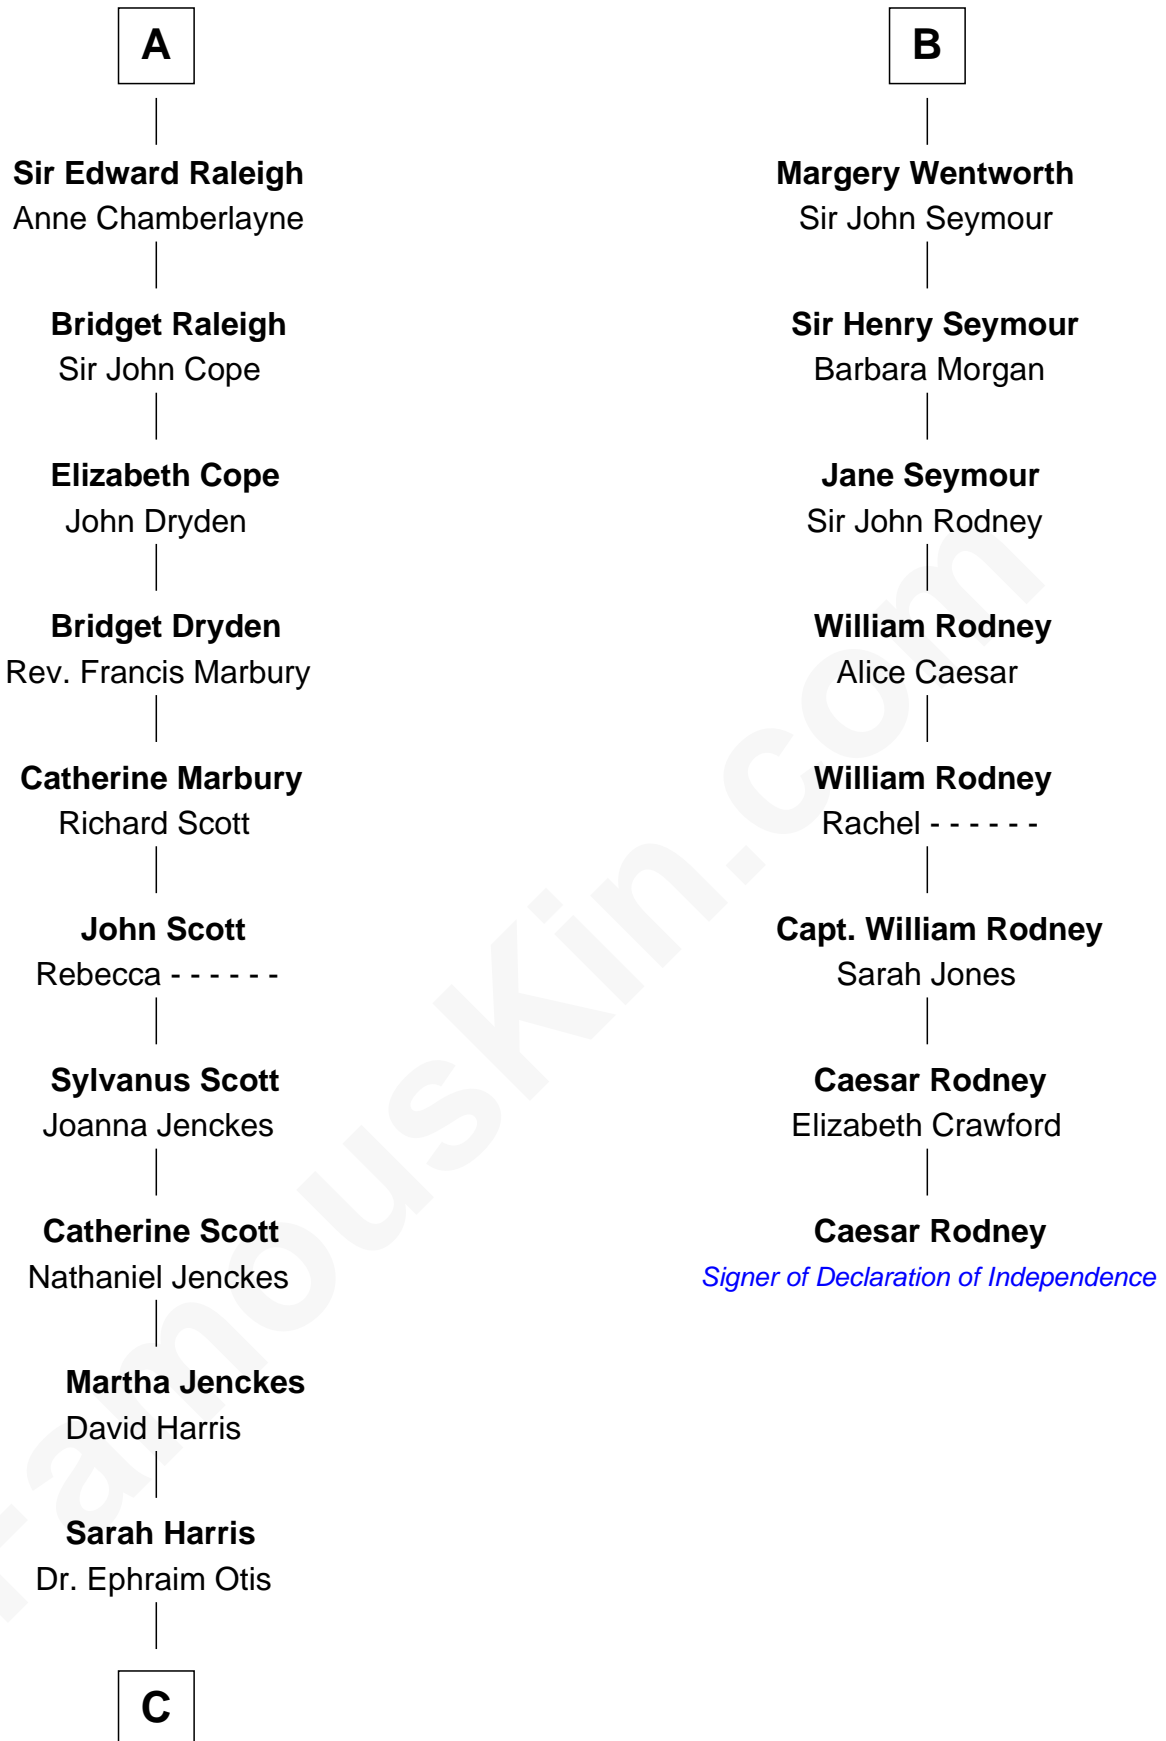 A
Sir Edward Raleigh
Anne Chamberlayne
Bridget Raleigh
Sir John Cope
Elizabeth Cope
John Dryden
Bridget Dryden
Rev. Francis Marbury
Catherine Marbury
Richard Scott
John Scott
Rebecca - - - - - -
Sylvanus Scott
Joanna Jenckes
Catherine Scott
Nathaniel Jenckes
Martha Jenckes
David Harris
Sarah Harris
Dr. Ephraim Otis
C
B
Margery Wentworth
Sir John Seymour
Sir Henry Seymour
Barbara Morgan
Jane Seymour
Sir John Rodney
William Rodney
Alice Caesar
William Rodney
Rachel - - - - - -
Capt. William Rodney
Sarah Jones
Caesar Rodney
Elizabeth Crawford
Caesar Rodney
Signer of Declaration of Independence
FamousKin.com